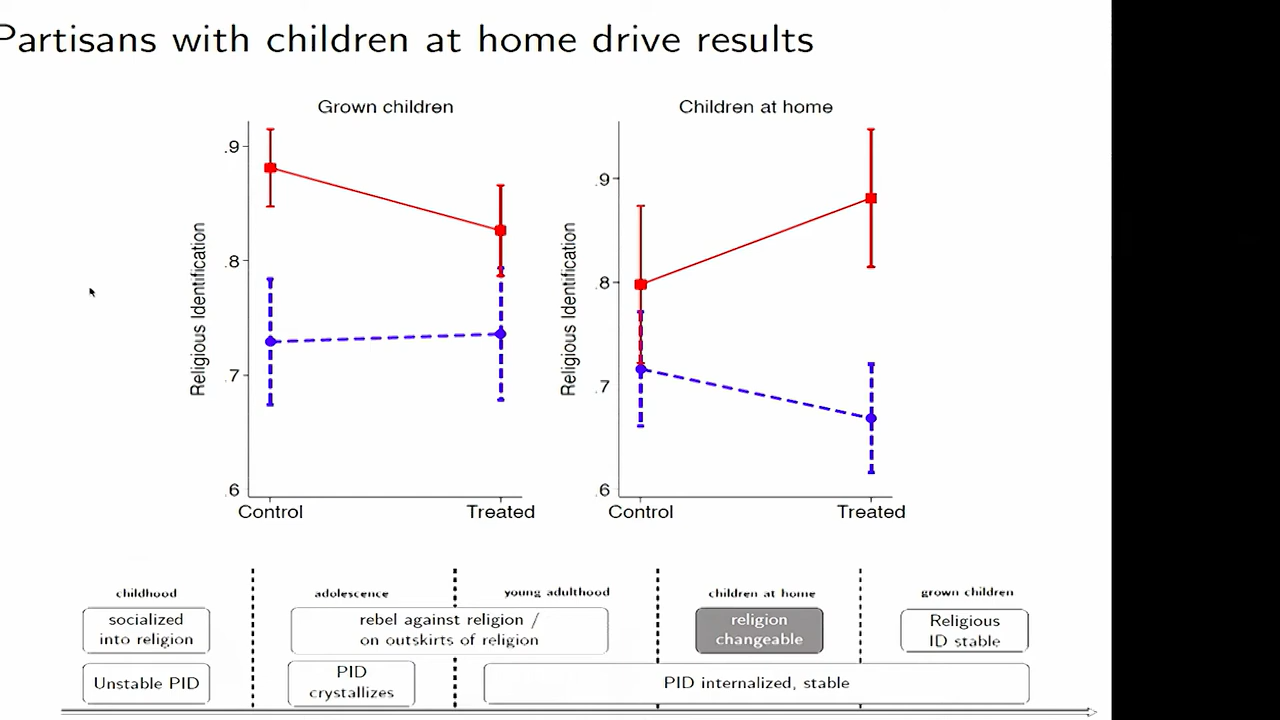 Partisans with children at home drive results
Grown children
Children at home
Religious Identification
.9
.8
.7
.6
Control
Treated
Religious Identification
.9
.8
.7
.6
Control
Treated
childhood
adolescence
young adulthood
children at home
grown children
socialized
into religion
rebel against religion /
on outskirts of religion
religion
changeable
Religious
ID stable
Unstable PID
PID
crystallizes
PID internalized, stable